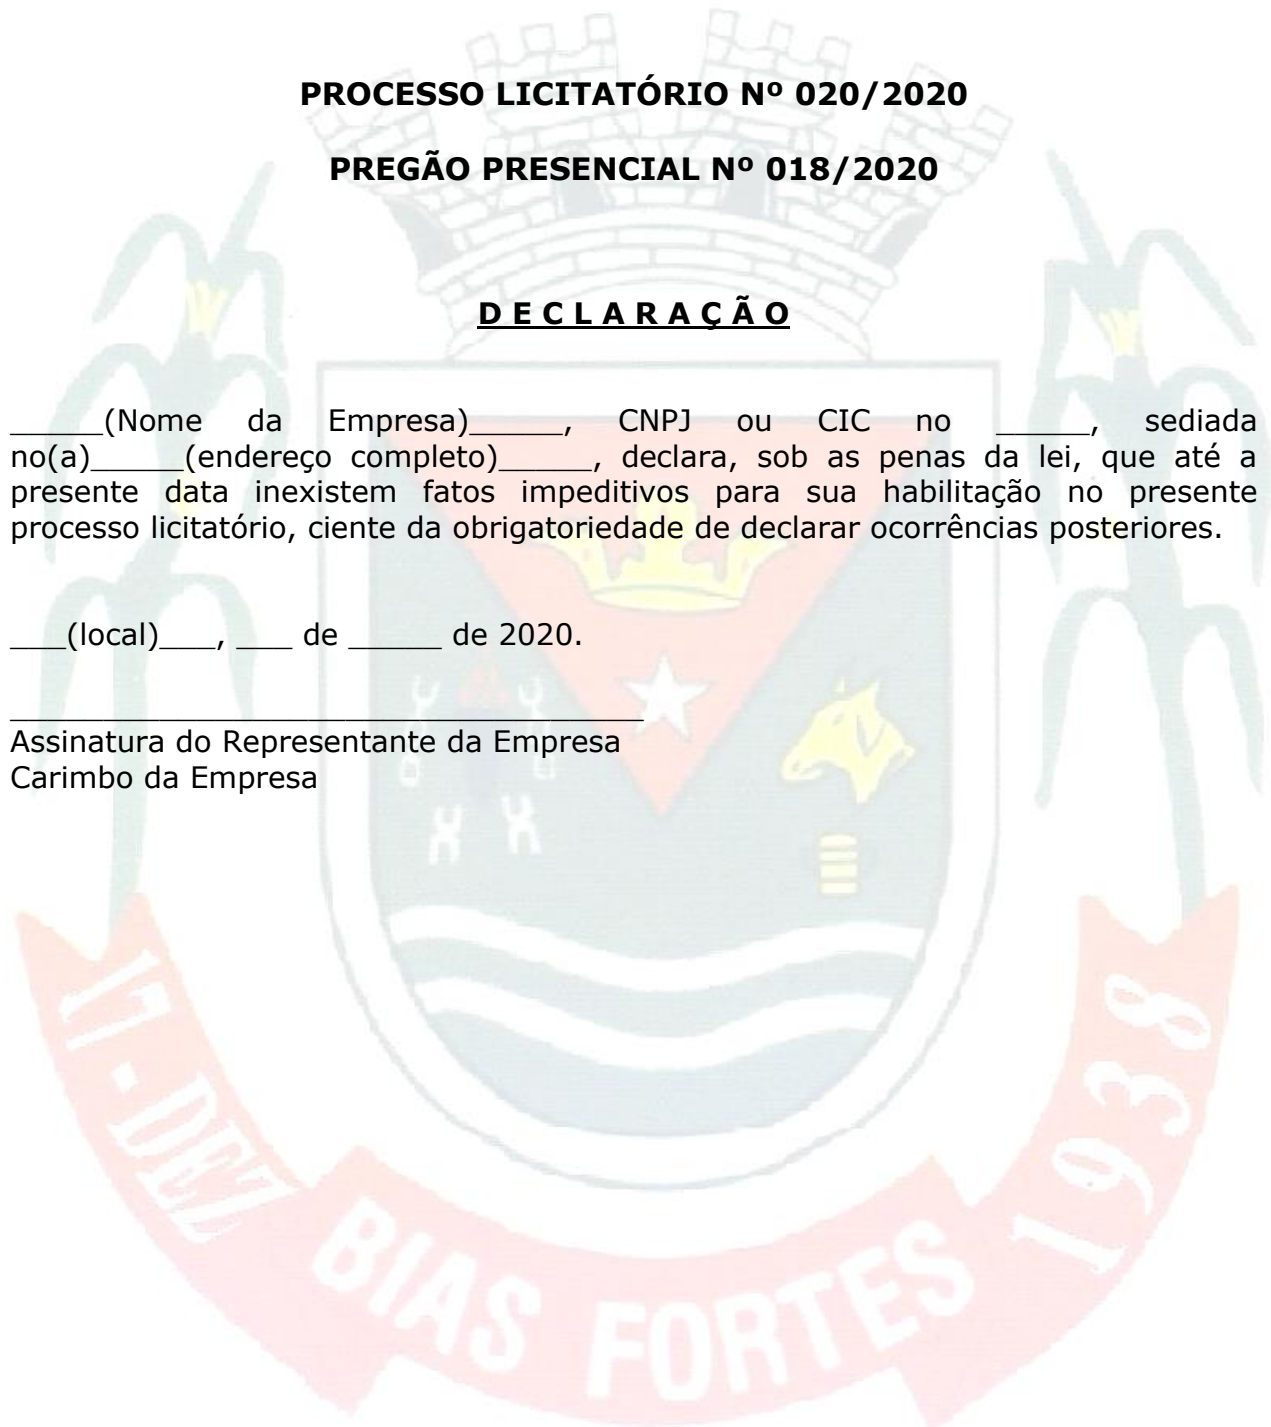 PROCESSO LICITATÓRIO Nº 020/2020
PREGÃO PRESENCIAL Nº 018/2020
D E C L A R A Ç Ã O
_____(Nome da Empresa)_____, CNPJ ou CIC no _____, sediada
no(a)_____(endereço completo)_____, declara, sob as penas da lei, que até a
presente data inexistem fatos impeditivos para sua habilitação no presente
processo licitatório, ciente da obrigatoriedade de declarar ocorrências posteriores.
___(local)___, ___ de _____ de 2020.
__________________________________
Assinatura do Representante da Empresa
Carimbo da Empresa
17-DEZ
BIAS FORTES
1938